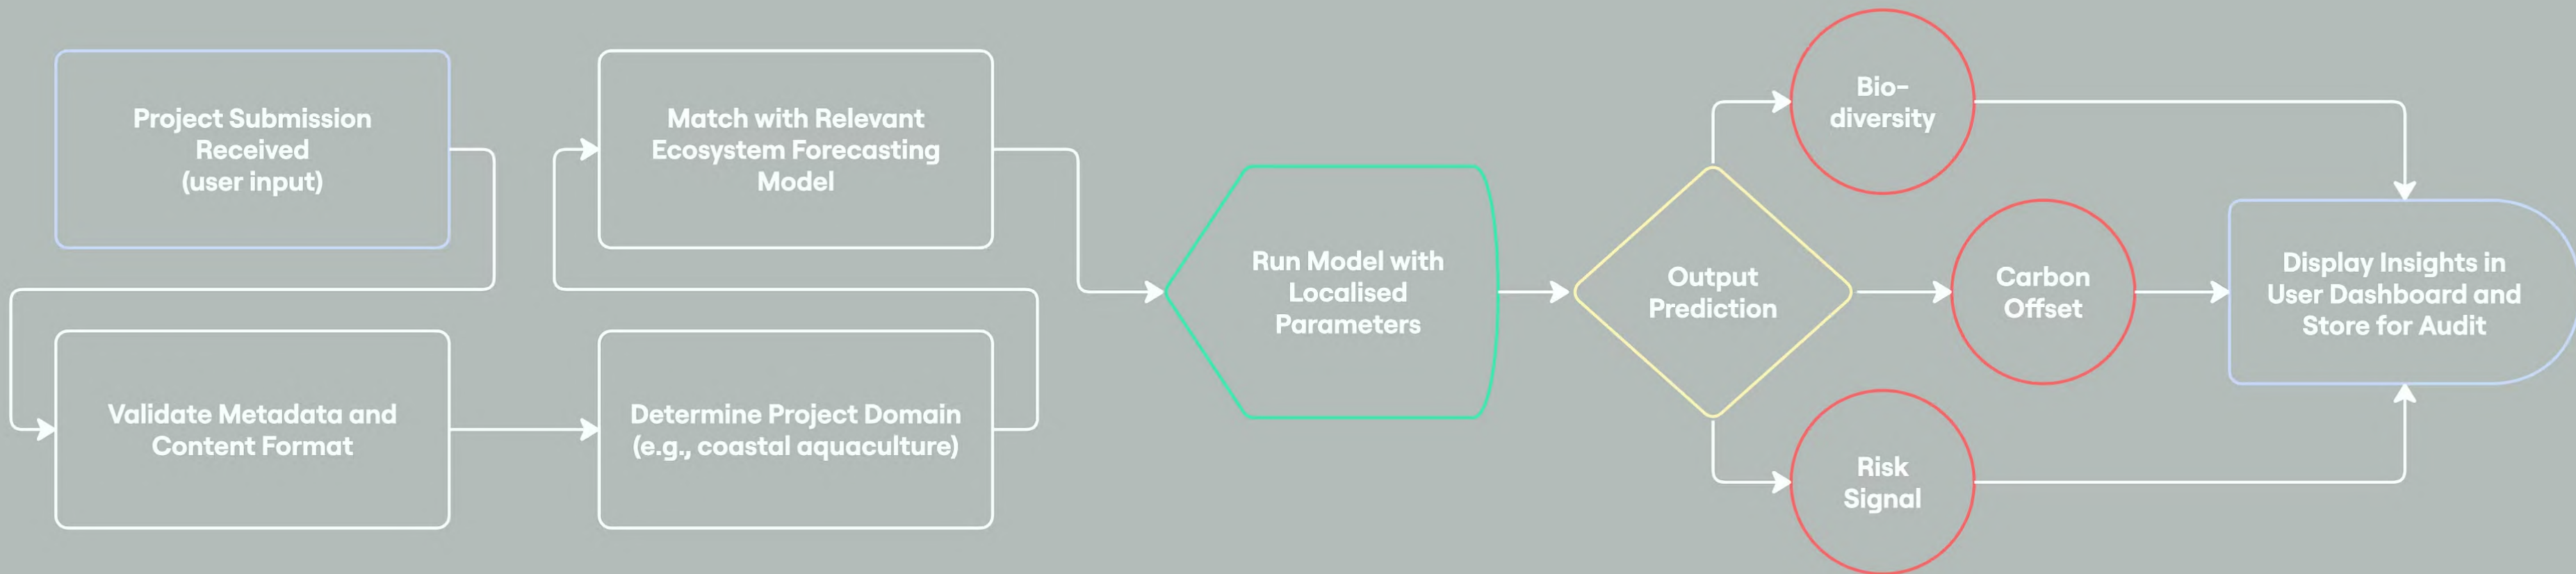 Project Submission
Received
(user input)
Validate Metadata and
Content Format
Determine Project Domain
(e.g., coastal aquaculture)
Match with Relevant
Ecosystem Forecasting
Model
Run Model with
Localised
Parameters
Output
Prediction
Bio-
diversity
Carbon
Offset
Risk
Signal
Display Insights in
User Dashboard and
Store for Audit